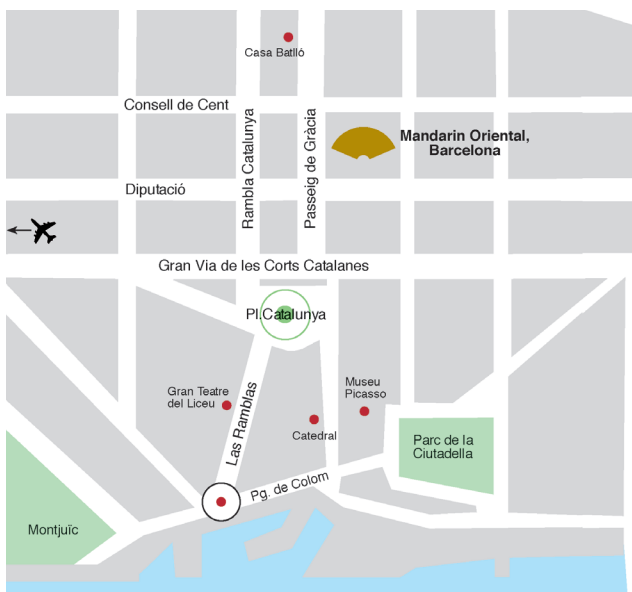 Casa Batlló
Consell de Cent
Rambla Catalunya
Passeig de Gràcia
Mandarin Oriental,
Barcelona
Diputació
Gran Via de les Corts Catalanes
Pl.Catalunya
Gran Teatre
del Liceu
Las Ramblas
Museu
Picasso
Catedral
Parc de la
Ciutadella
Pg. de Colom
Montjuïc